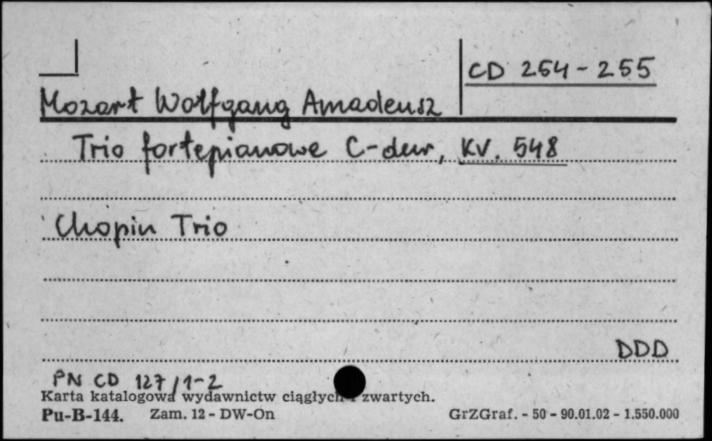 CD 254-255
Mozart Wolfgang Amadeusz
Trio fortepianowe C-dur, KV. 548
Chopin Trio
DDD
PN CD 127/1-2
Karta katalogowa wydawnictw ciągłych i zwartych.
Pu-B-144. Zam. 12 - DW-On GrZGraf. - 50 - 90.01.02 - 1.550.000